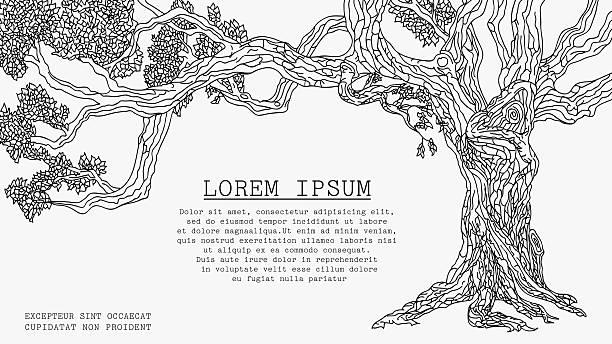 LOREM IPSUM
Dolor sit amet, consectetur adipiscing elit,
sed do eiusmod tempor incididunt
ut labore et dolore magnaaliqua.Ut enim
ad minim veniam,
quis nostrud exercitation ullamco laboris nisi
ut aliquip ex ea commodo
consequat.
Duis aute irure dolor in reprehenderit
in voluptate velit esse cillum dolore
eu fugiat nulla pariatur
EXCEPTEUR SINT OCCAECAT
CUPIDATAT NON PROIDENT